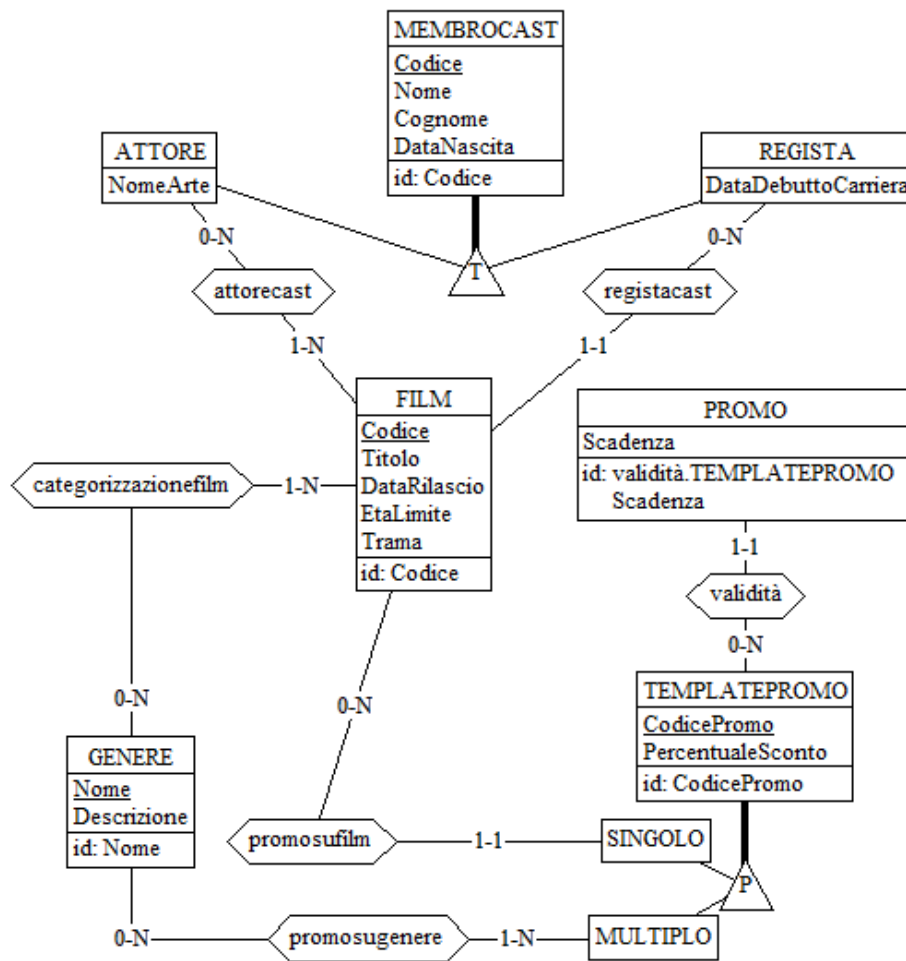 MEMBROCAST
Codice
Nome
Cognome
DataNascita
id: Codice
ATTORE
NomeArte
REGISTA
DataDebuttoCarriera
T
0-N
0-N
attorecast
registacast
1-N
1-1
FILM
Codice
Titolo
DataRilascio
EtaLimite
Trama
id: Codice
PROMO
Scadenza
id: validità.TEMPLATEPROMO
Scadenza
categorizzazionefilm
1-N
1-1
validità
0-N
0-N
0-N
TEMPLATEPROMO
CodicePromo
PercentualeSconto
id: CodicePromo
GENERE
Nome
Descrizione
id: Nome
promosufilm
1-1
SINGOLO
P
0-N
promosugenere
1-N
MULTIPLO